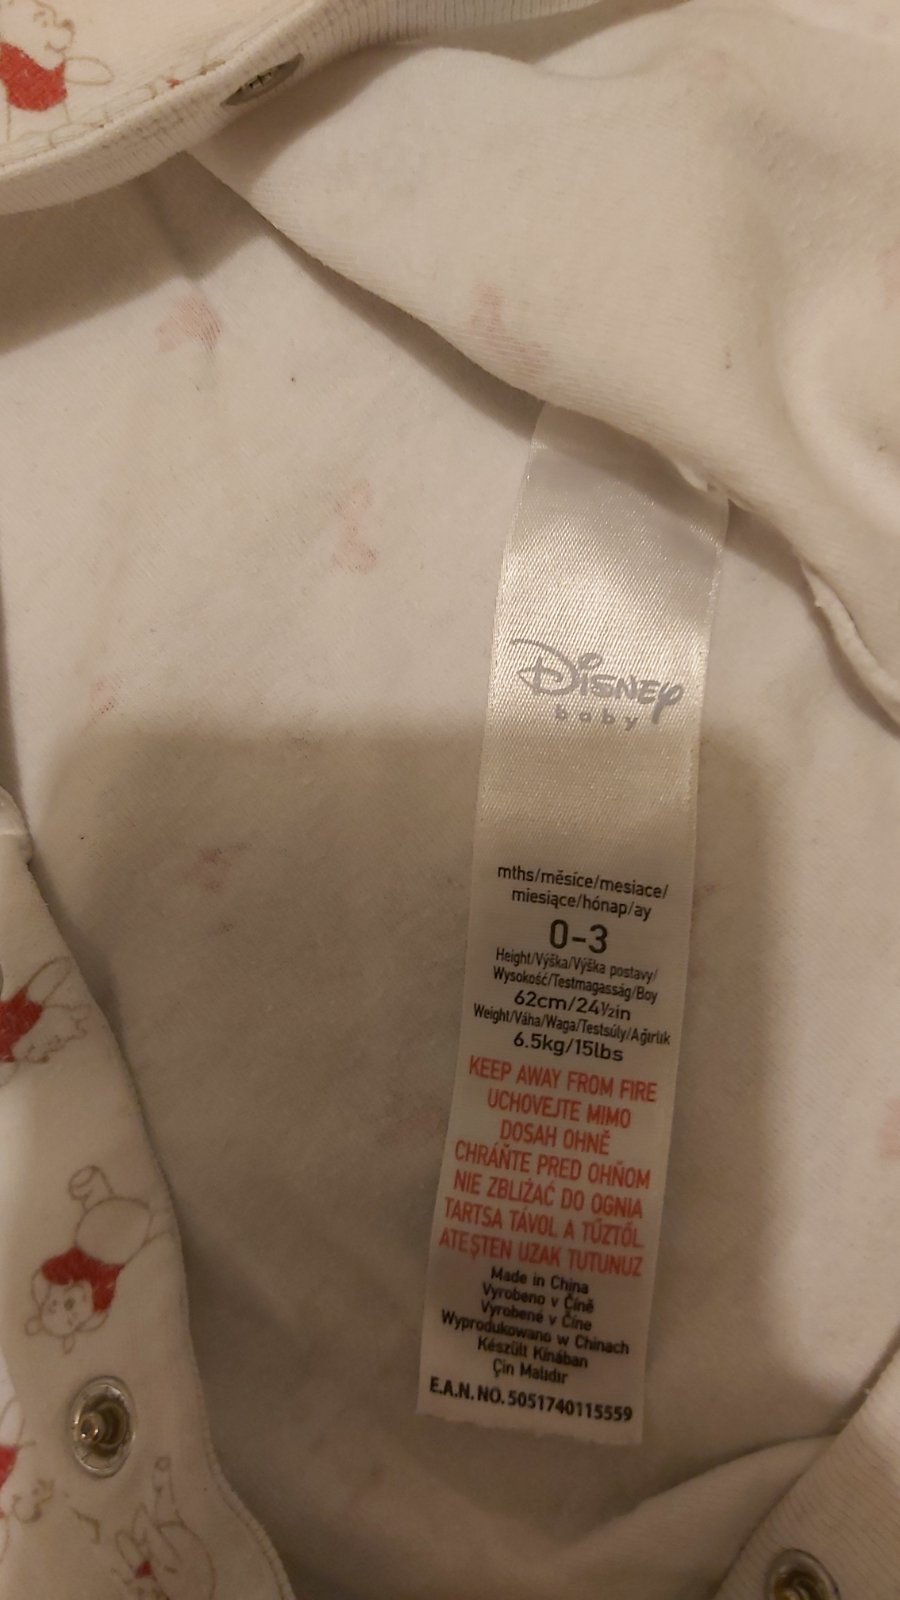 Disney
baby
mths/měsíce/mesiace/
miesiące/hónap/ay
0-3
Height/Výška/Výška postavy/
Wysokość/Testmagasság/Boy
62cm/24½in
Weight/Váha/Waga/Testsúly/Ağırlık
6.5kg/15lbs
KEEP AWAY FROM FIRE
UCHOVEJTE MIMO
DOSAH OHNĚ
CHRÁŇTE PRED OHŇOM
NIE ZBLIŻAĆ DO OGNIA
TARTSA TÁVOL A TŰZTŐL
ATEŞTEN UZAK TUTUNUZ
Made in China
Vyrobeno v Číně
Vyrobené v Číne
Wyprodukowano w Chinach
Készült Kínában
Çin Malıdır
E.A.N. NO. 5051740115559